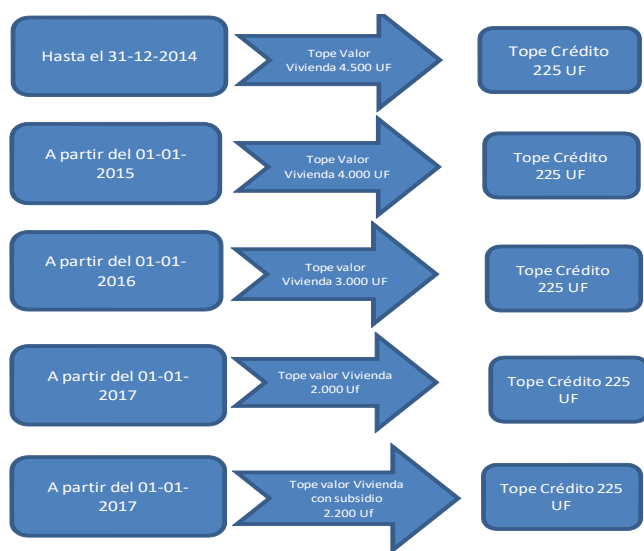 Hasta el 31-12-2014
Tope Valor
Vivienda 4.500 UF
Tope Crédito
225 UF
A partir del 01-01-
2015
Tope Valor
Vivienda 4.000 UF
Tope Crédito
225 UF
A partir del 01-01-
2016
Tope valor
Vivienda 3.000 UF
Tope Crédito
225 UF
A partir del 01-01-
2017
Tope valor Vivienda
2.000 Uf
Tope Crédito 225
UF
A partir del 01-01-
2017
Tope valor Vivienda
con subsidio
2.200 Uf
Tope Crédito 225
UF